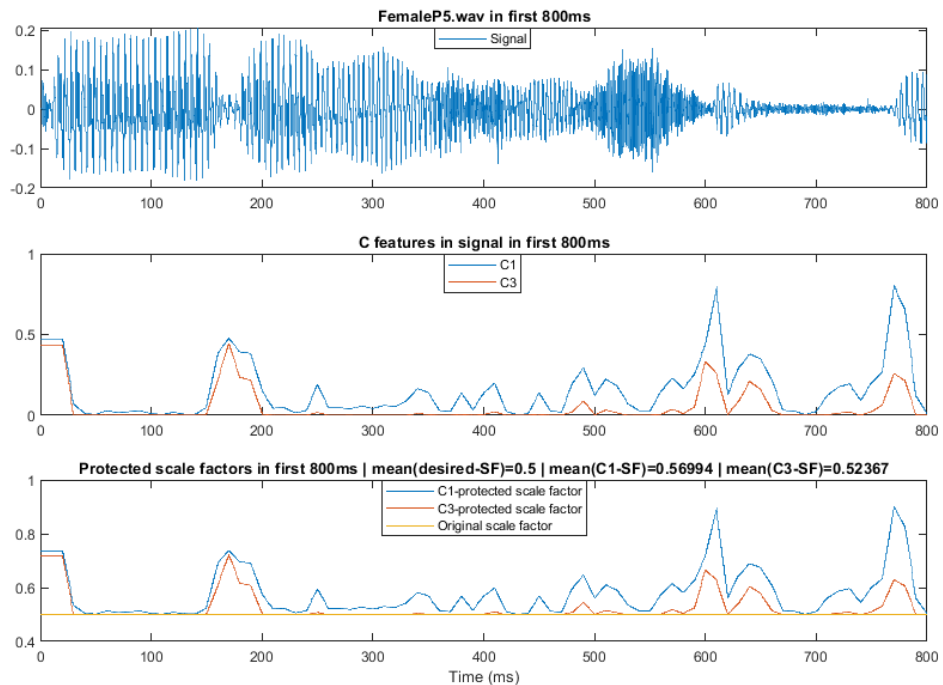 FemaleP5.wav in first 800ms
Signal
0.2
0.1
0
-0.1
-0.2
0 100 200 300 400 500 600 700 800
C features in signal in first 800ms
C1
C3
1
0.5
0
0 100 200 300 400 500 600 700 800
Protected scale factors in first 800ms | mean(desired-SF)=0.5 | mean(C1-SF)=0.56994 | mean(C3-SF)=0.52367
C1-protected scale factor
C3-protected scale factor
Original scale factor
1
0.8
0.6
0.4
0 100 200 300 400 500 600 700 800
Time (ms)